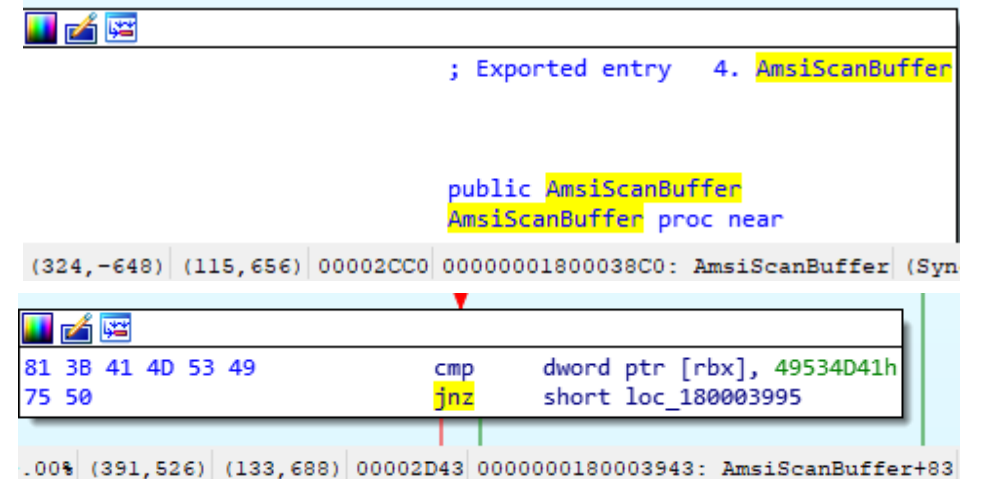 ; Exported entry 4. AmsiScanBuffer
public AmsiScanBuffer
AmsiScanBuffer proc near
(324,-648) (115,656) 00002CC0 00000001800038C0: AmsiScanBuffer (Syn
81 3B 41 4D 53 49 cmp dword ptr [rbx], 49534D41h
75 50 jnz short loc_180003995
.00% (391,526) (133,688) 00002D43 0000000180003943: AmsiScanBuffer+83